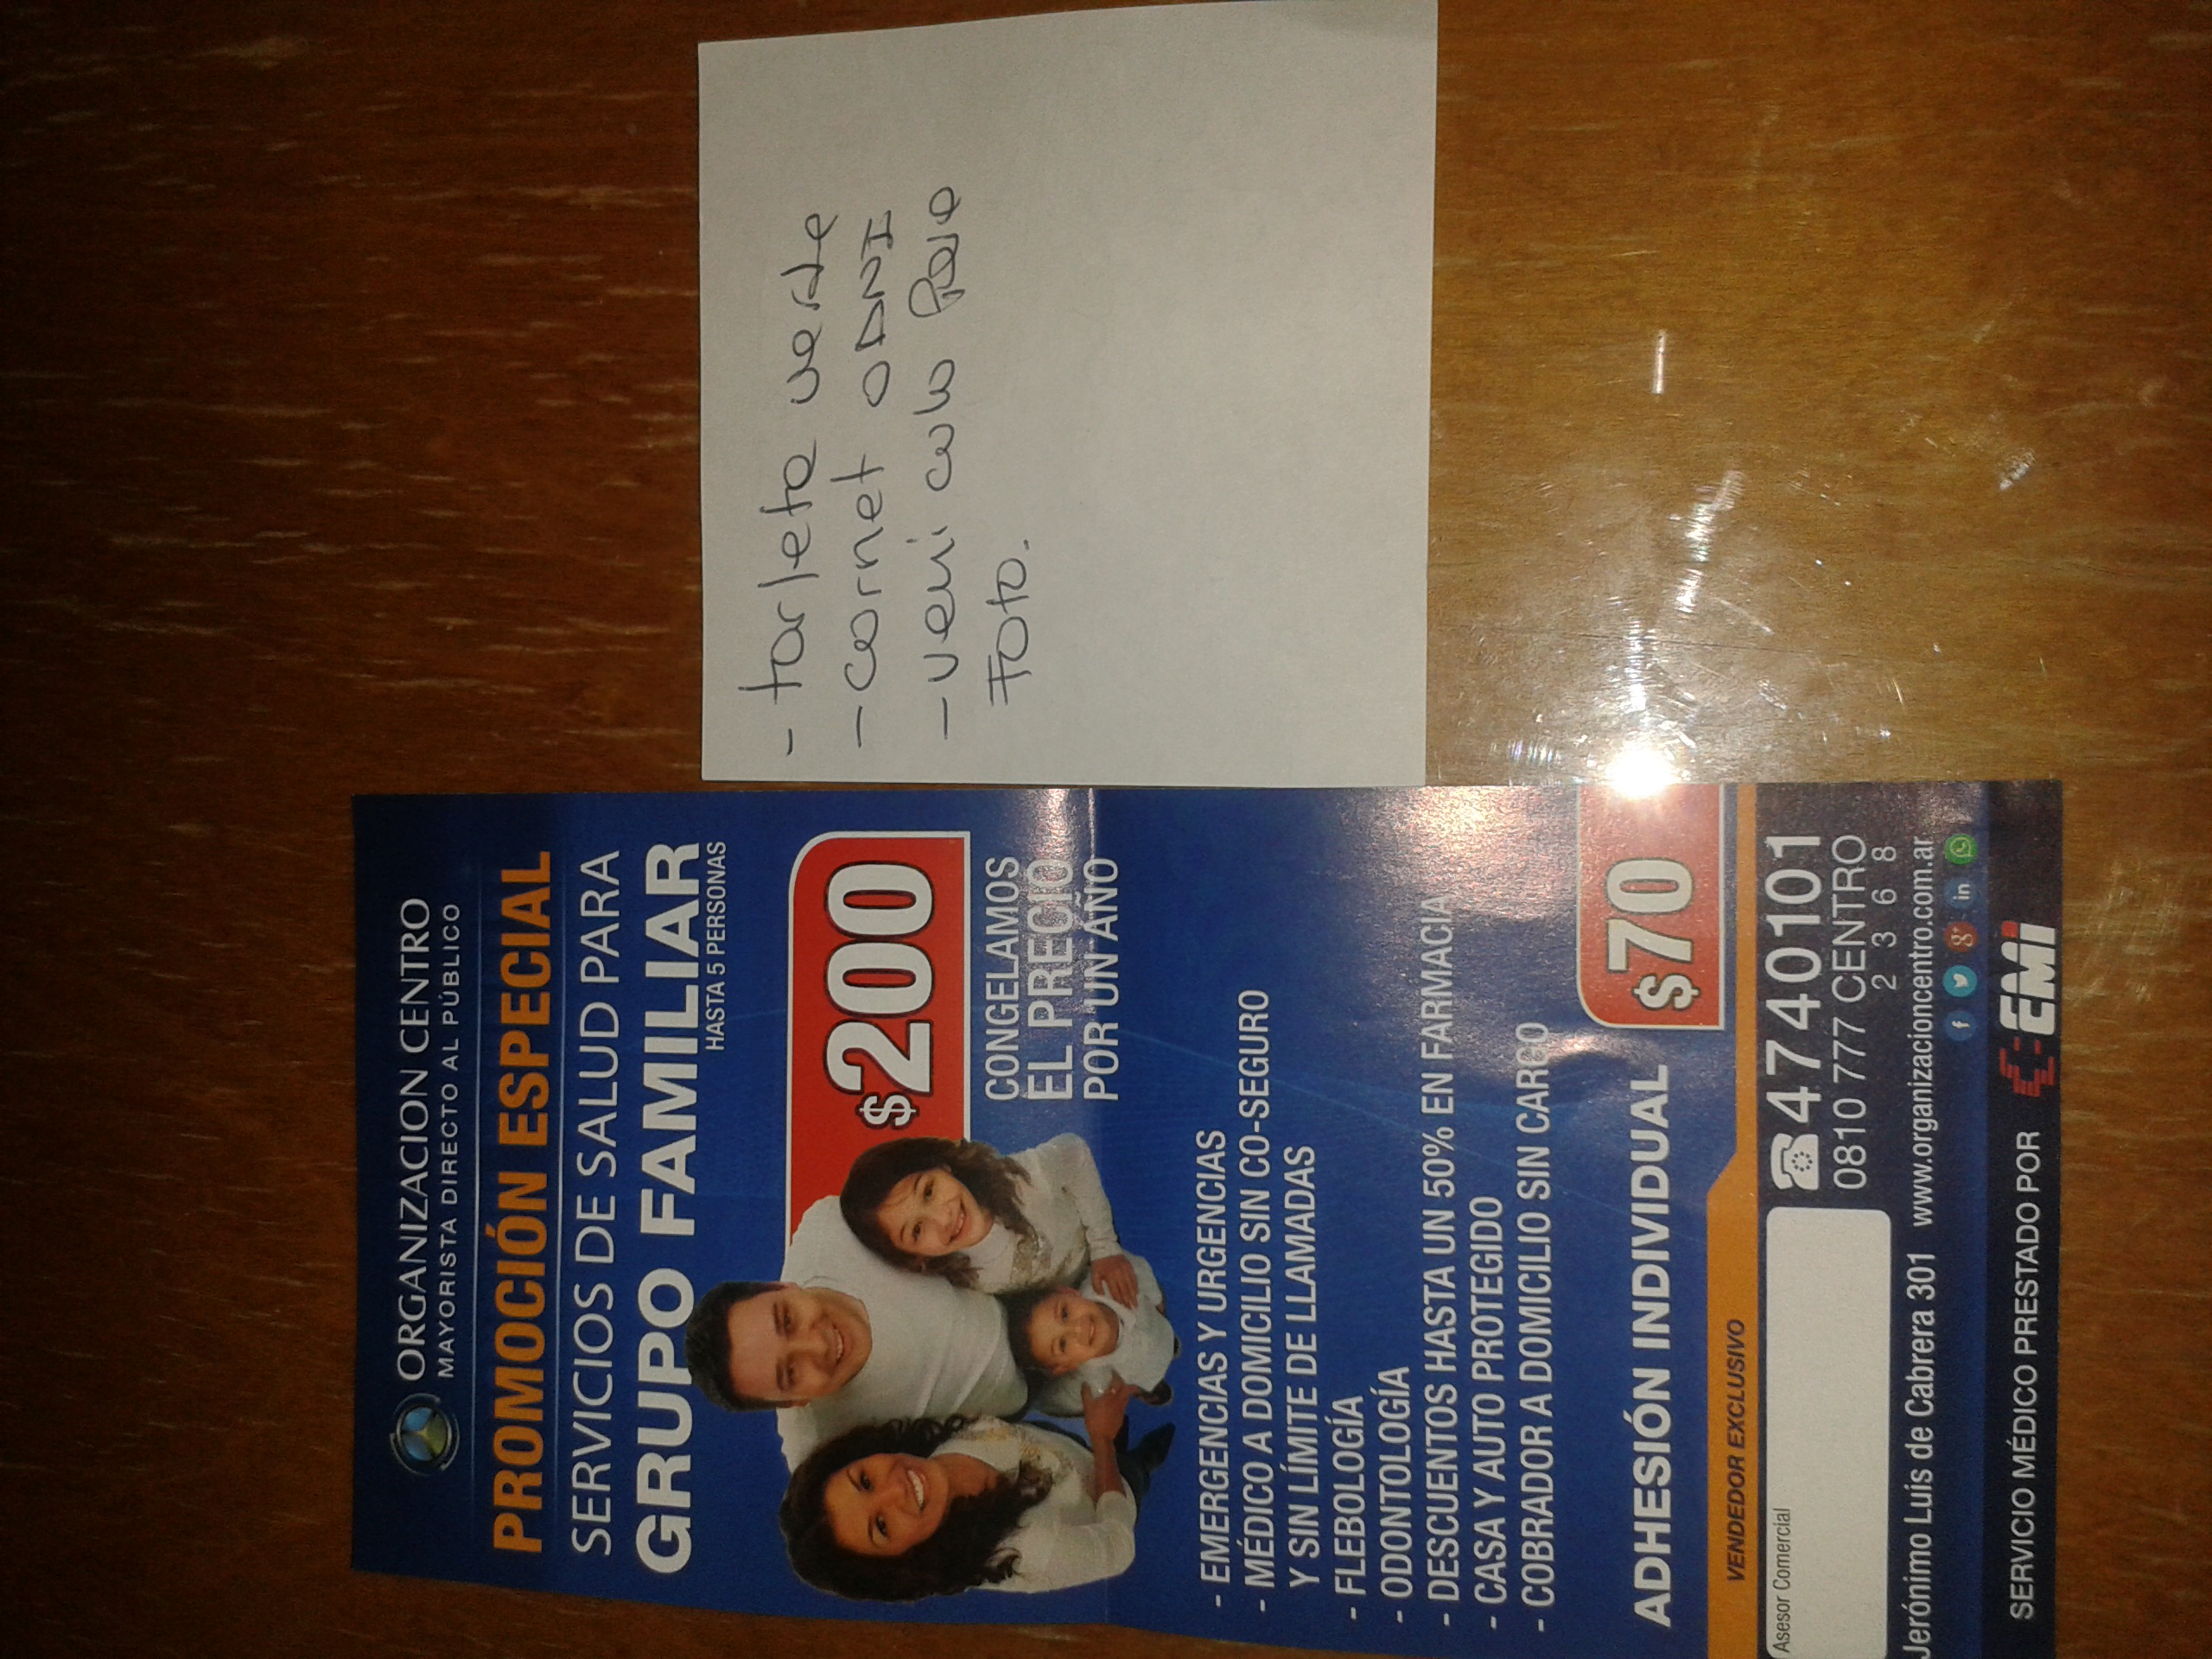 ORGANIZACION CENTRO
MAYORISTA DIRECTO AL PÚBLICO
PROMOCIÓN ESPECIAL
SERVICIOS DE SALUD PARA
GRUPO FAMILIAR
HASTA 5 PERSONAS
$200
CONGELAMOS
EL PRECIO
POR UN AÑO
- EMERGENCIAS Y URGENCIAS
- MÉDICO A DOMICILIO SIN CO-SEGURO
Y SIN LÍMITE DE LLAMADAS
- FLEBOLOGÍA
- ODONTOLOGÍA
- DESCUENTOS HASTA UN 50% EN FARMACIA
- CASA Y AUTO PROTEGIDO
- COBRADOR A DOMICILIO SIN CARGO
ADHESIÓN INDIVIDUAL $70
VENDEDOR EXCLUSIVO
Asesor Comercial
4740101
0810 777 CENTRO
2 3 6 8
Jerónimo Luis de Cabrera 301 www.organizacioncentro.com.ar
f g+ in
SERVICIO MÉDICO PRESTADO POR EMI
- tarjeta verde
- carnet o DNI
- vehi culo para
Foto.